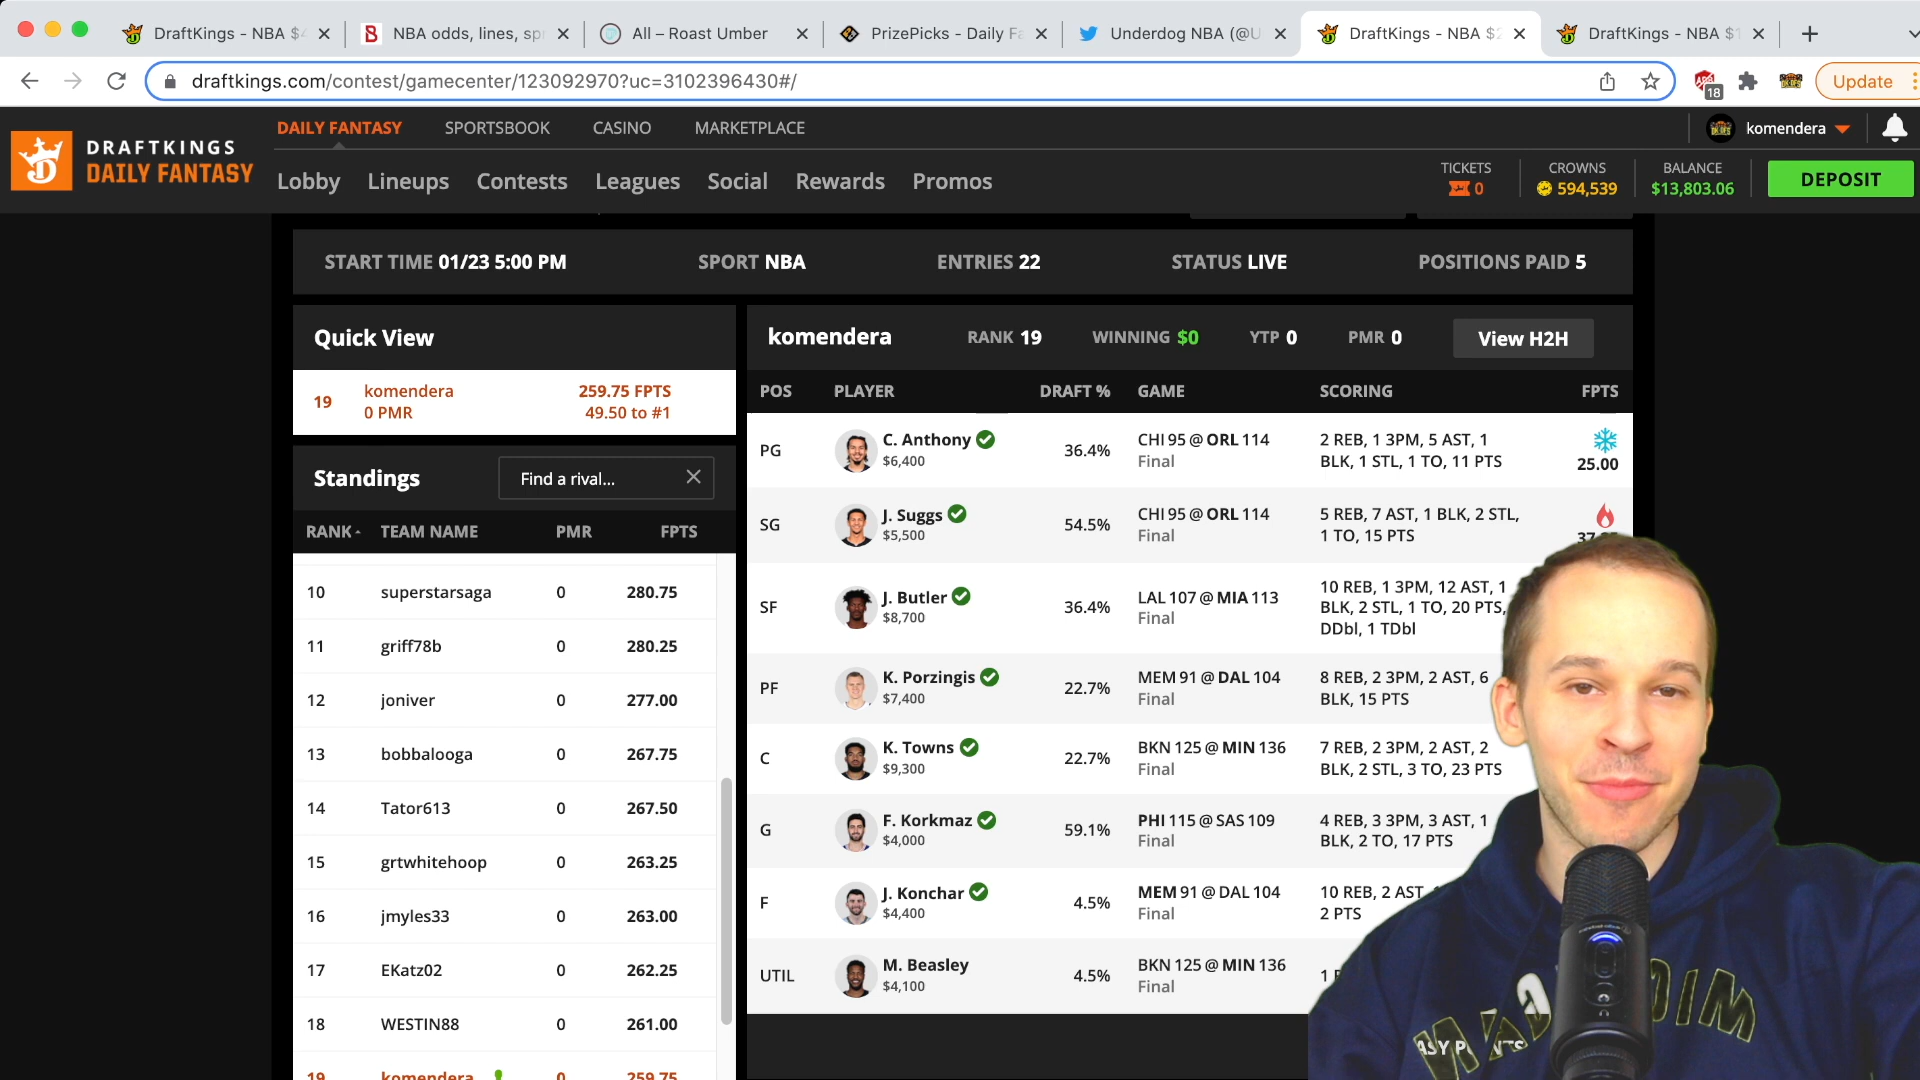 DraftKings - NBA $4
NBA odds, lines, sp
All – Roast Umber
PrizePicks - Daily Fa
Underdog NBA (@U
DraftKings - NBA $2
DraftKings - NBA $1
draftkings.com/contest/gamecenter/123092970?uc=3102396430#/
18
Update
DRAFTKINGS
DAILY FANTASY
DAILY FANTASY SPORTSBOOK CASINO MARKETPLACE
komendera
Lobby Lineups Contests Leagues Social Rewards Promos
TICKETS
0
CROWNS
594,539
BALANCE
$13,803.06
DEPOSIT
START TIME 01/23 5:00 PM SPORT NBA ENTRIES 22 STATUS LIVE POSITIONS PAID 5
Quick View
19 komendera 259.75 FPTS
0 PMR 49.50 to #1
Standings
Find a rival...
RANK TEAM NAME PMR FPTS
10 superstarsaga 0 280.75
11 griff78b 0 280.25
12 joniver 0 277.00
13 bobbalooga 0 267.75
14 Tator613 0 267.50
15 grtwhitehoop 0 263.25
16 jmyles33 0 263.00
17 EKatz02 0 262.25
18 WESTIN88 0 261.00
19 komendera 0 259.75
komendera RANK 19 WINNING $0 YTP 0 PMR 0 View H2H
POS PLAYER DRAFT % GAME SCORING FPTS
PG C. Anthony $6,400 36.4% CHI 95 @ ORL 114 Final 2 REB, 1 3PM, 5 AST, 1
BLK, 1 STL, 1 TO, 11 PTS 25.00
SG J. Suggs $5,500 54.5% CHI 95 @ ORL 114 Final 5 REB, 7 AST, 1 BLK, 2 STL,
1 TO, 15 PTS
SF J. Butler $8,700 36.4% LAL 107 @ MIA 113 Final 10 REB, 1 3PM, 12 AST, 1
BLK, 2 STL, 1 TO, 20 PTS,
DDbl, 1 TDbl
PF K. Porzingis $7,400 22.7% MEM 91 @ DAL 104 Final 8 REB, 2 3PM, 2 AST, 6
BLK, 15 PTS
C K. Towns $9,300 22.7% BKN 125 @ MIN 136 Final 7 REB, 2 3PM, 2 AST, 2
BLK, 2 STL, 3 TO, 23 PTS
G F. Korkmaz $4,000 59.1% PHI 115 @ SAS 109 Final 4 REB, 3 3PM, 3 AST, 1
BLK, 2 TO, 17 PTS
F J. Konchar $4,400 4.5% MEM 91 @ DAL 104 Final 10 REB, 2 AST,
2 PTS
UTIL M. Beasley $4,100 4.5% BKN 125 @ MIN 136 Final 1